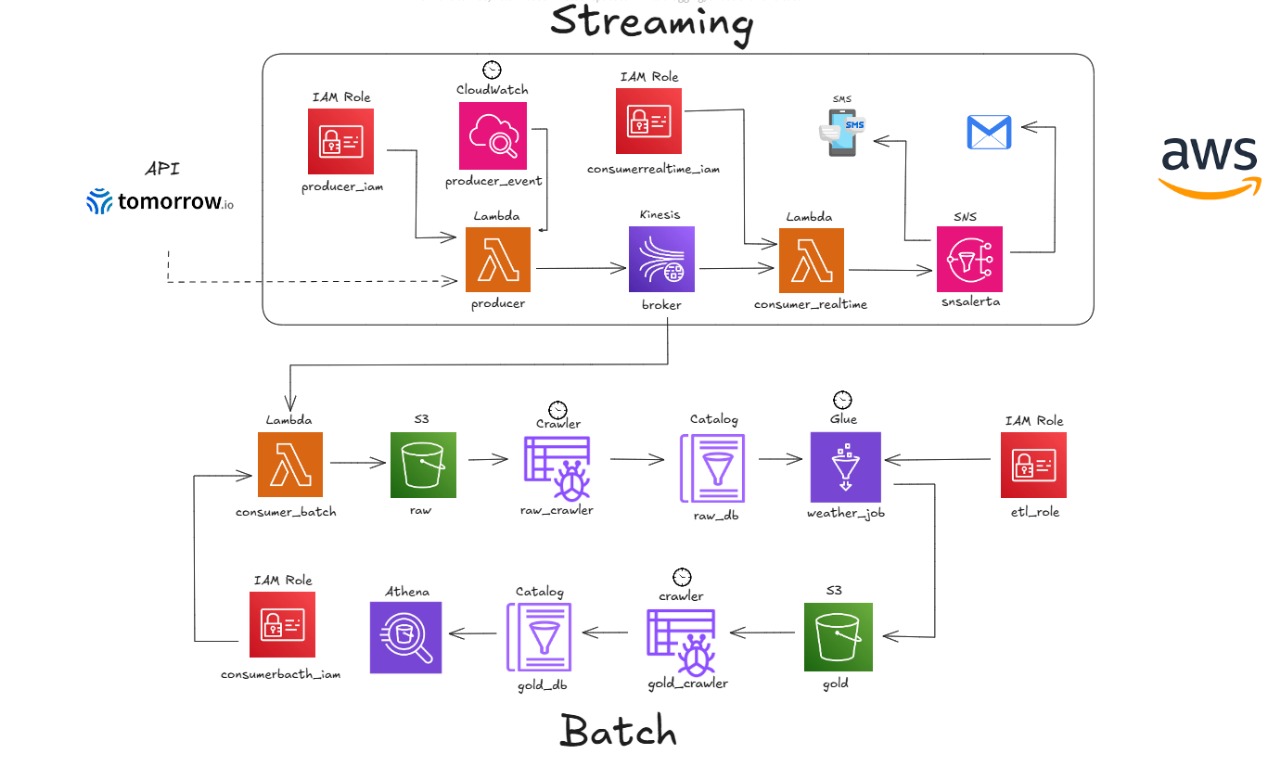 Streaming
IAM Role
CloudWatch
IAM Role
SMS
SMS
producer_iam
producer_event
consumerrealtime_iam
API
tomorrow.io
aws
Lambda
Kinesis
Lambda
SNS
producer
broker
consumer_realtime
snsalerta
Lambda
S3
Crawler
Catalog
Glue
IAM Role
consumer_batch
raw
raw_crawler
raw_db
weather_job
etl_role
IAM Role
Athena
Catalog
crawler
S3
consumerbacth_iam
gold_db
gold_crawler
gold
Batch